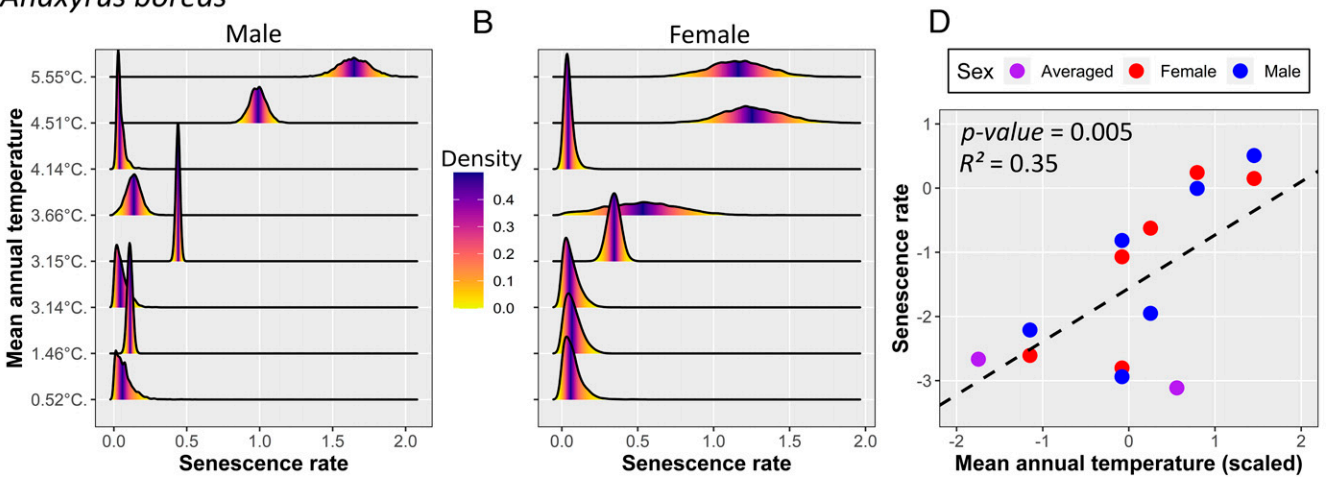 Anaxyrus boreas
B
D
Male
Female
Sex Averaged Female Male
Mean annual temperature
5.55°C.
4.51°C.
4.14°C.
3.66°C.
3.15°C.
3.14°C.
1.46°C.
0.52°C.
0.0 0.5 1.0 1.5 2.0
Senescence rate
Density
0.4
0.3
0.2
0.1
0.0
0.0 0.5 1.0 1.5 2.0
Senescence rate
p-value = 0.005
R² = 0.35
Senescence rate
1
0
-1
-2
-3
-2 -1 0 1 2
Mean annual temperature (scaled)